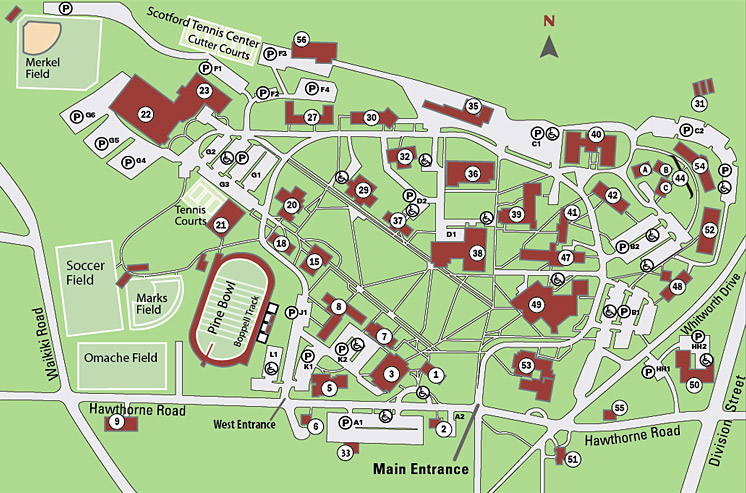 Scotford Tennis Center
Cutter Courts
N
Merkel
Field
P
56
P F3
P F1
P F2
P F4
22
23
27
30
35
31
P G6
P G5
P G4
G2
P
G3
G1
32
36
P
C1
40
P C2
P
A
B
C
44
54
42
29
37
P
D2
D1
39
41
Tennis
Courts
20
21
18
15
38
47
P B2
52
48
Soccer
Field
Marks
Field
Pine Bowl
Boppell Track
P
J1
8
7
49
P B1
Whitworth Drive
Waikiki Road
Omache Field
L1
P
K1
P
K2
5
3
1
53
P
HH2
P
HH1
50
Hawthorne Road
West Entrance
9
6
P A1
2
A2
33
Main Entrance
55
Hawthorne Road
51
Division Street